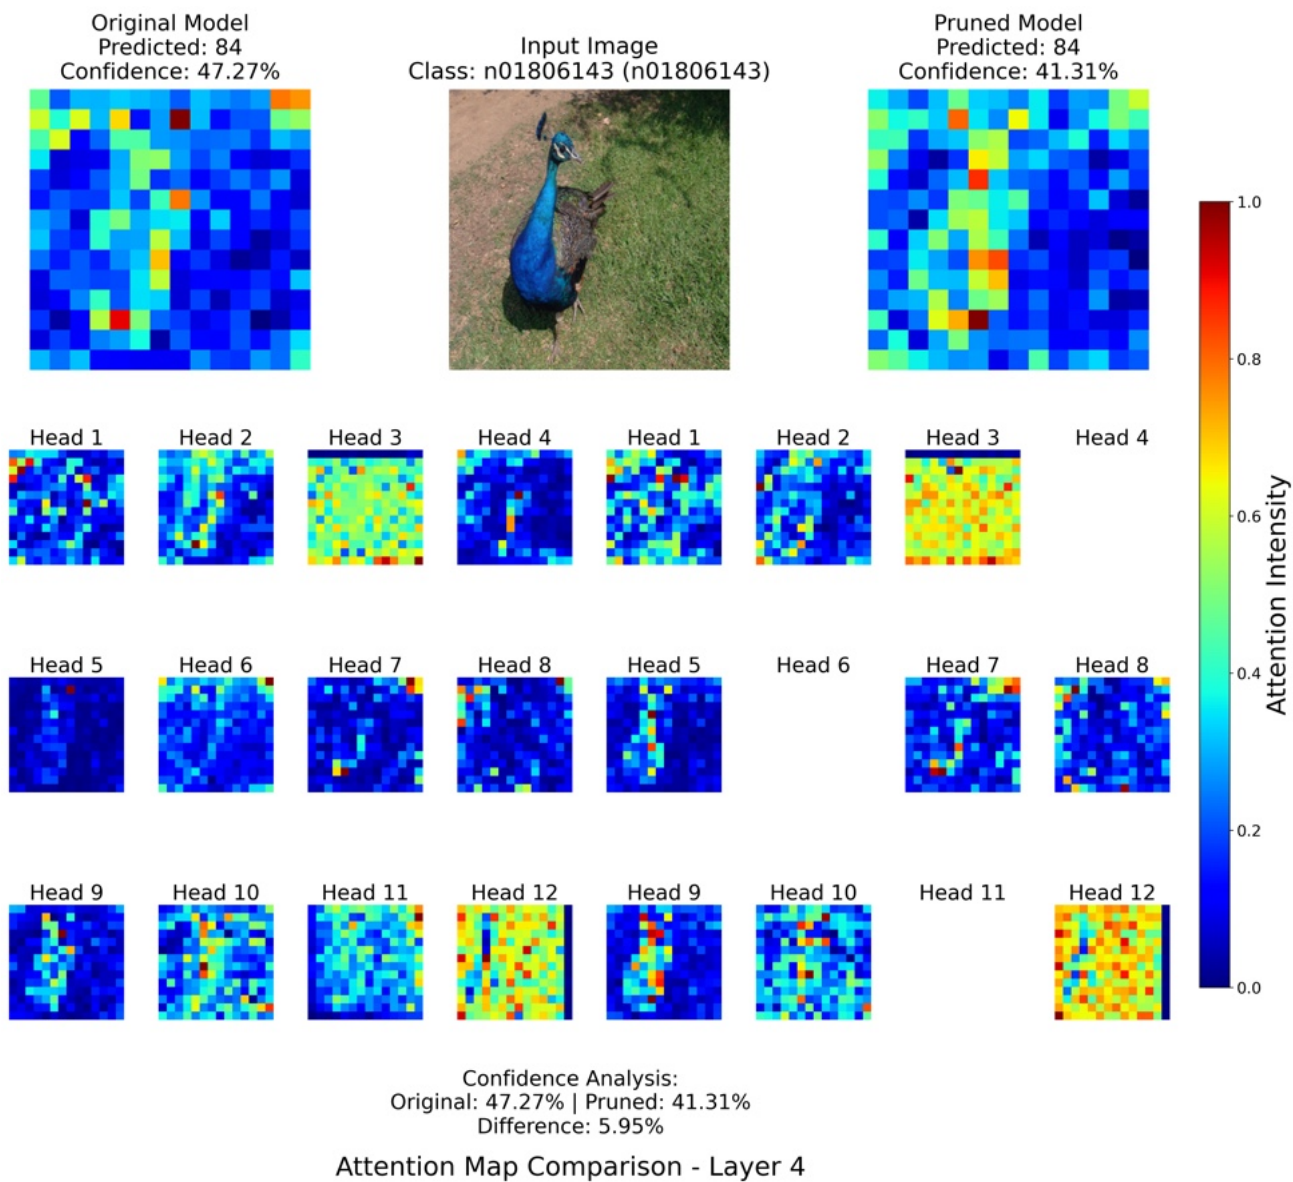 Original Model
Predicted: 84
Confidence: 47.27%
Input Image
Class: n01806143 (n01806143)
Pruned Model
Predicted: 84
Confidence: 41.31%
Head 1 Head 2 Head 3 Head 4 Head 1 Head 2 Head 3 Head 4
Head 5 Head 6 Head 7 Head 8 Head 5 Head 6 Head 7 Head 8
Head 9 Head 10 Head 11 Head 12 Head 9 Head 10 Head 11 Head 12
1.0
0.8
0.6
0.4
0.2
0.0
Attention Intensity
Confidence Analysis:
Original: 47.27% | Pruned: 41.31%
Difference: 5.95%
Attention Map Comparison - Layer 4